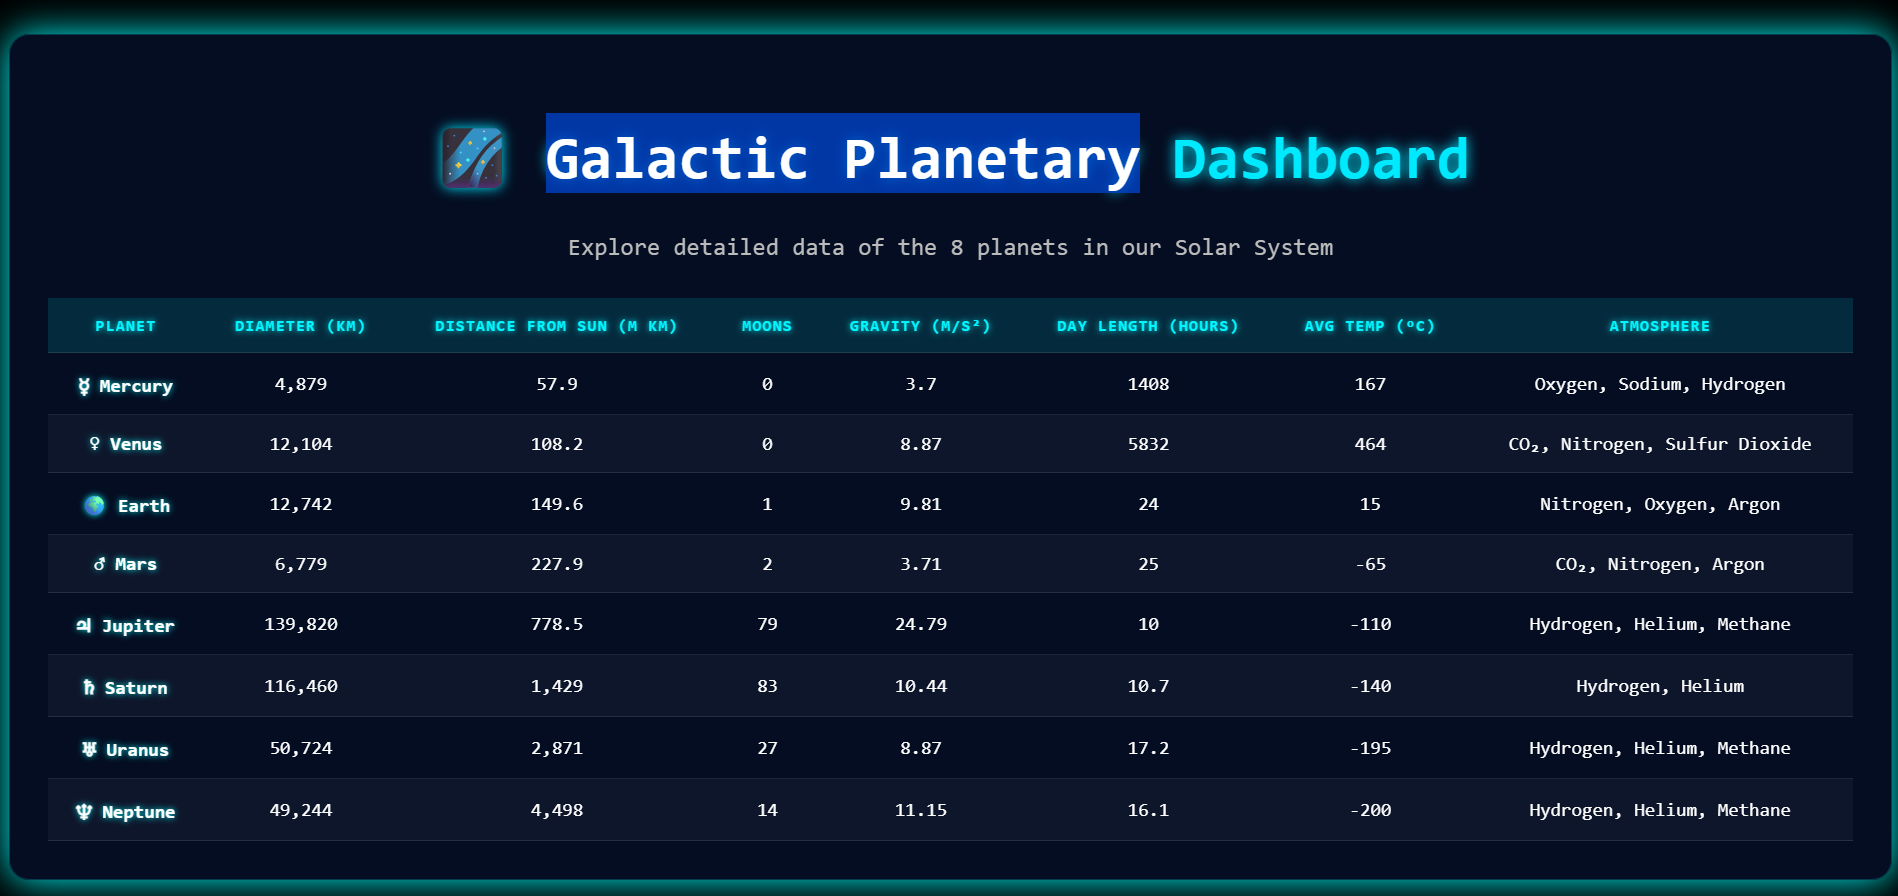 Galactic Planetary Dashboard
Explore detailed data of the 8 planets in our Solar System
PLANET DIAMETER (KM) DISTANCE FROM SUN (M KM) MOONS GRAVITY (M/S²) DAY LENGTH (HOURS) AVG TEMP (°C) ATMOSPHERE
☿ Mercury 4,879 57.9 0 3.7 1408 167 Oxygen, Sodium, Hydrogen
♀ Venus 12,104 108.2 0 8.87 5832 464 CO₂, Nitrogen, Sulfur Dioxide
🌍 Earth 12,742 149.6 1 9.81 24 15 Nitrogen, Oxygen, Argon
♂ Mars 6,779 227.9 2 3.71 25 -65 CO₂, Nitrogen, Argon
♃ Jupiter 139,820 778.5 79 24.79 10 -110 Hydrogen, Helium, Methane
♄ Saturn 116,460 1,429 83 10.44 10.7 -140 Hydrogen, Helium
♅ Uranus 50,724 2,871 27 8.87 17.2 -195 Hydrogen, Helium, Methane
♆ Neptune 49,244 4,498 14 11.15 16.1 -200 Hydrogen, Helium, Methane